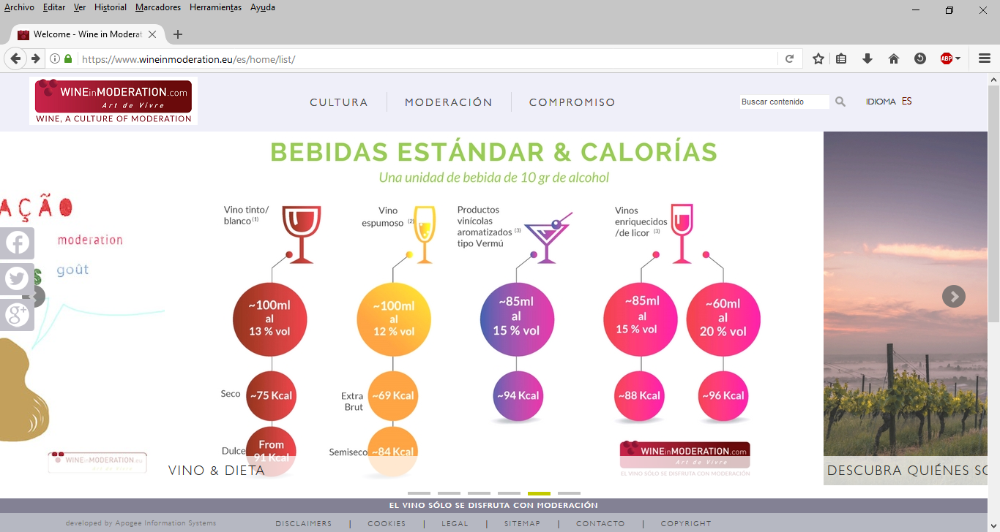 Archivo Editar Ver Historial Marcadores Herramientas Ayuda
Welcome - Wine in Moderat
https://www.wineinmoderation.eu/es/home/list/
ABP
WINEinMODERATION.com
Art de Vivre
WINE, A CULTURE OF MODERATION
CULTURA
MODERACIÓN
COMPROMISO
Buscar contenido
IDIOMA ES
AÇÃO
moderation
goût
WINEinMODERATION.eu
Art de Vivre
BEBIDAS ESTÁNDAR & CALORÍAS
Una unidad de bebida de 10 gr de alcohol
Vino tinto/
blanco (1)
Vino
espumoso (2)
Productos
vinícolas
aromatizados (3)
tipo Vermú
Vinos
enriquecidos
/de licor (3)
~100ml
al
13 % vol
~100ml
al
12 % vol
~85ml
al
15 % vol
~85ml
al
15 % vol
~60ml
al
20 % vol
Seco
~75 Kcal
Extra
Brut
~69 Kcal
~94 Kcal
~88 Kcal
~96 Kcal
Dulce
From
91 Kcal
Semiseco
~84 Kcal
WINEinMODERATION.com
Art de Vivre
EL VINO SÓLO SE DISFRUTA CON MODERACIÓN
VINO & DIETA
DESCUBRA QUIÉNES SO
EL VINO SÓLO SE DISFRUTA CON MODERACIÓN
developed by Apogee Information Systems
DISCLAIMERS | COOKIES | LEGAL | SITEMAP | CONTACTO | COPYRIGHT